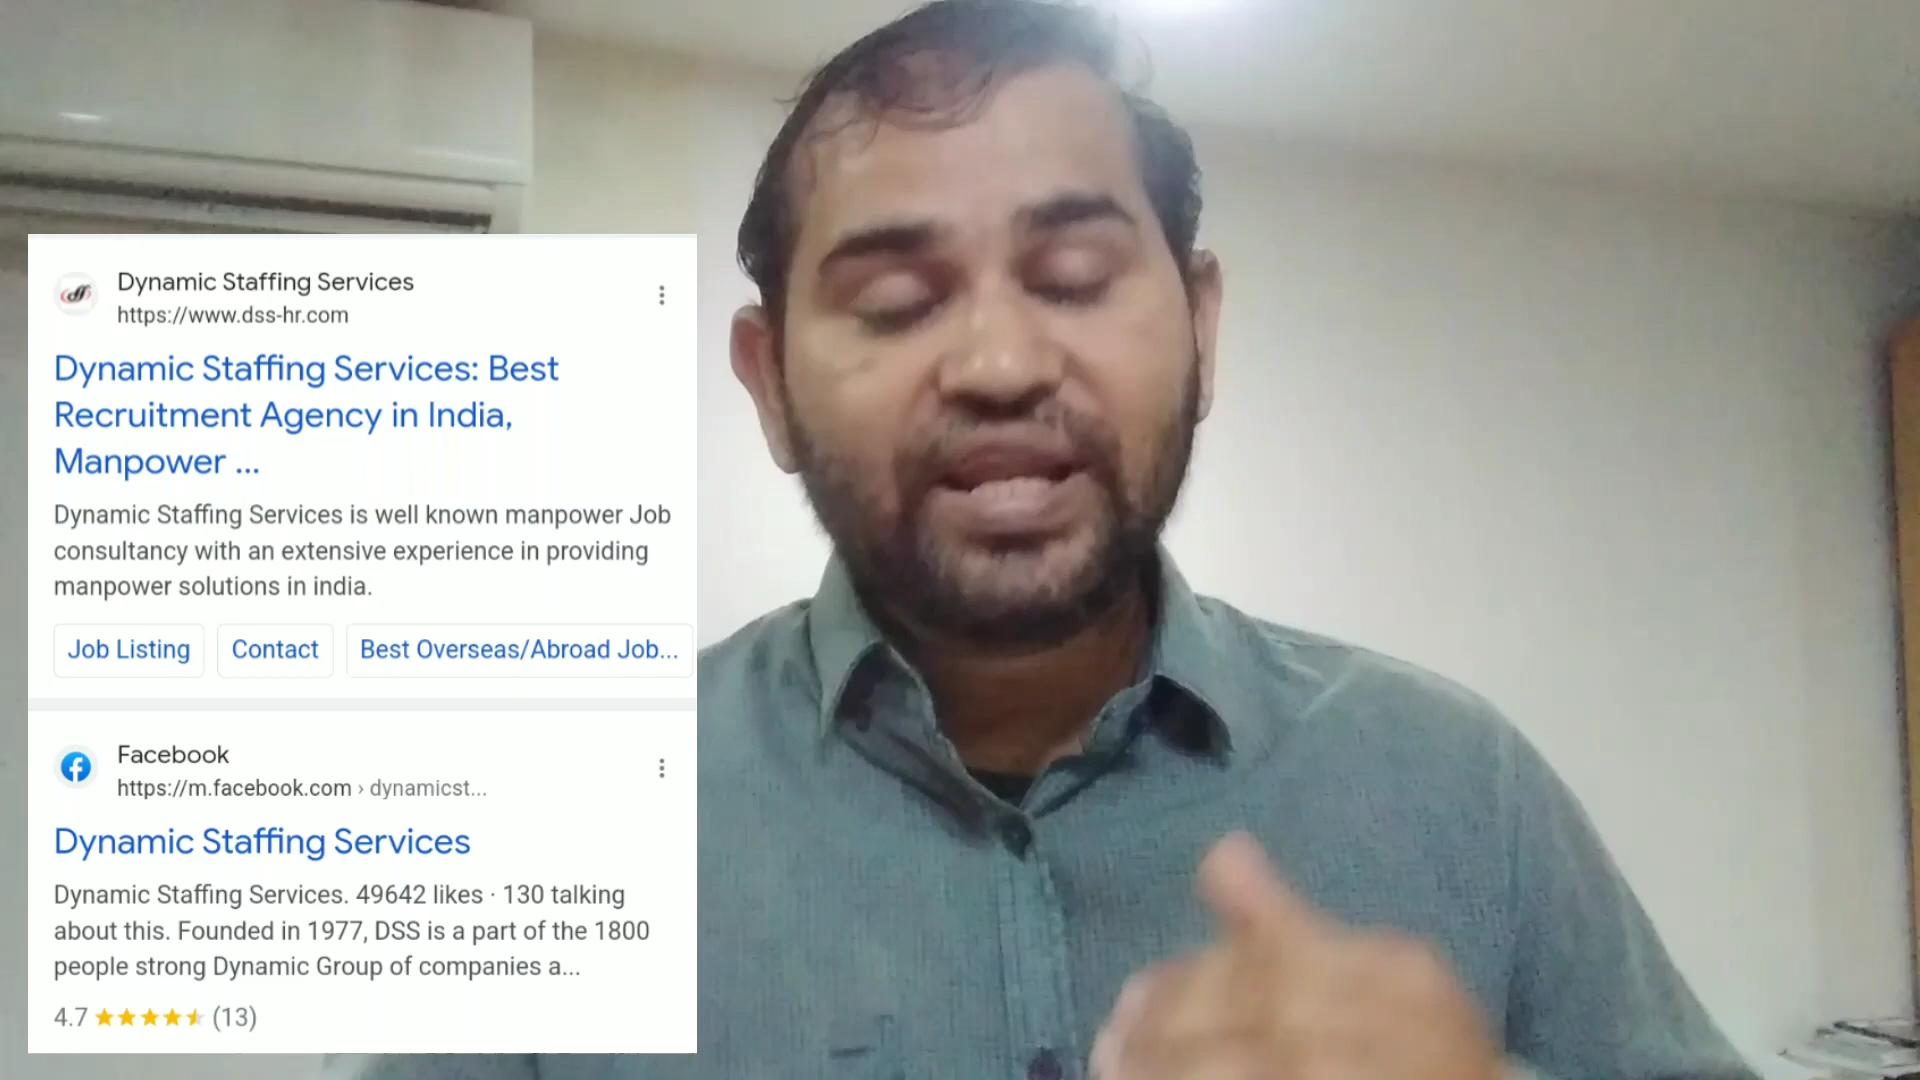 Dynamic Staffing Services
https://www.dss-hr.com
Dynamic Staffing Services: Best
Recruitment Agency in India,
Manpower ...
Dynamic Staffing Services is well known manpower Job
consultancy with an extensive experience in providing
manpower solutions in india.
Job Listing
Contact
Best Overseas/Abroad Job...
Facebook
https://m.facebook.com › dynamicst...
Dynamic Staffing Services
Dynamic Staffing Services. 49642 likes · 130 talking
about this. Founded in 1977, DSS is a part of the 1800
people strong Dynamic Group of companies a...
4.7 (13)